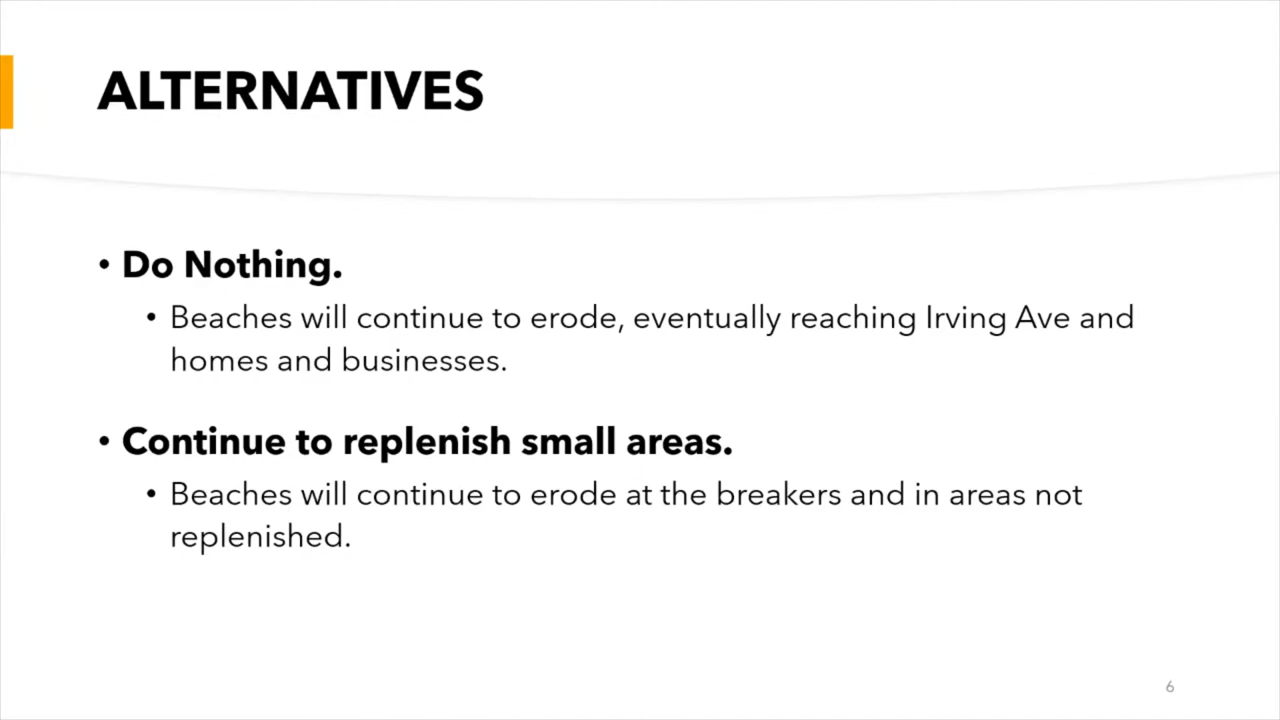 ALTERNATIVES
• Do Nothing.
• Beaches will continue to erode, eventually reaching Irving Ave and
homes and businesses.
• Continue to replenish small areas.
• Beaches will continue to erode at the breakers and in areas not
replenished.
6